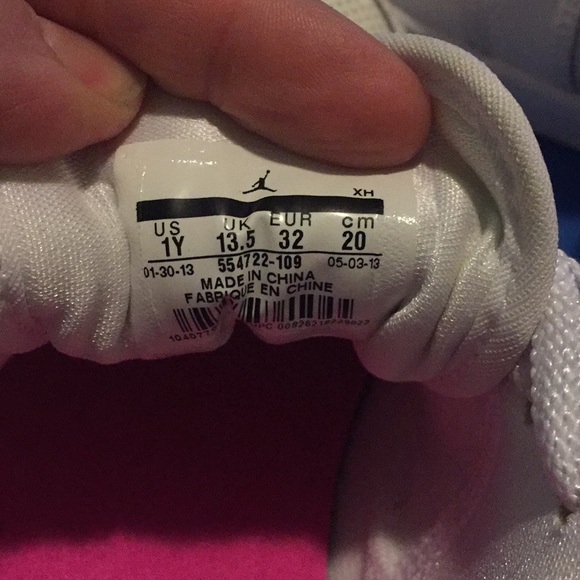 XH
US UK EUR cm
1Y 13.5 32 20
01-30-13 554722-109 05-03-13
MADE IN CHINA
FABRIQUE EN CHINE